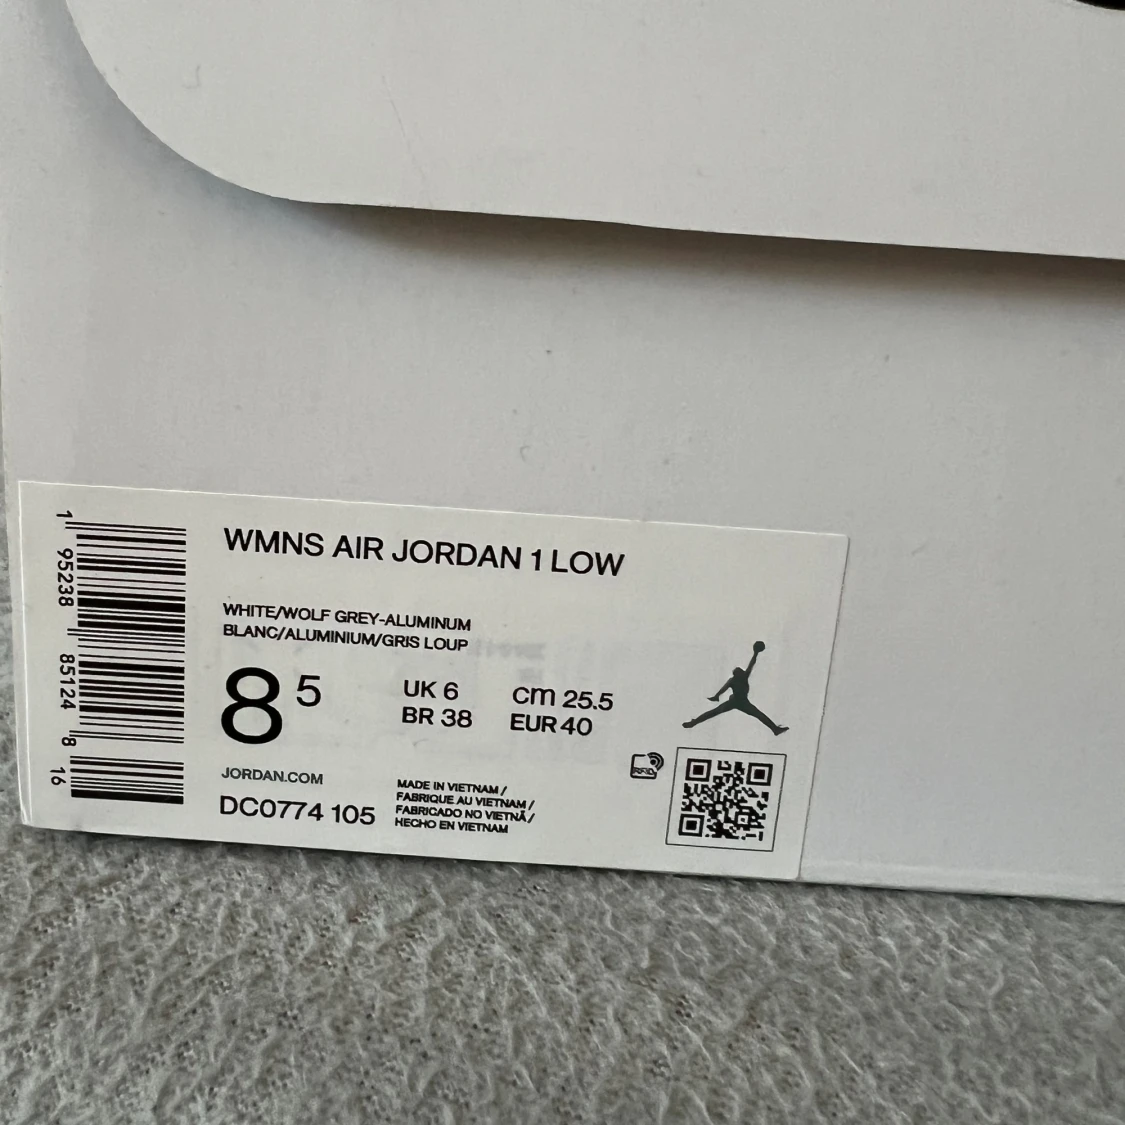 WMNS AIR JORDAN 1 LOW
WHITE/WOLF GREY-ALUMINUM
BLANC/ALUMINIUM/GRIS LOUP
8 5
UK 6
BR 38
cm 25.5
EUR 40
JORDAN.COM
DC0774 105
MADE IN VIETNAM /
FABRIQUE AU VIETNAM /
FABRICADO NO VIETNÃ /
HECHO EN VIETNAM
RFID
1 95238 85124 8 16